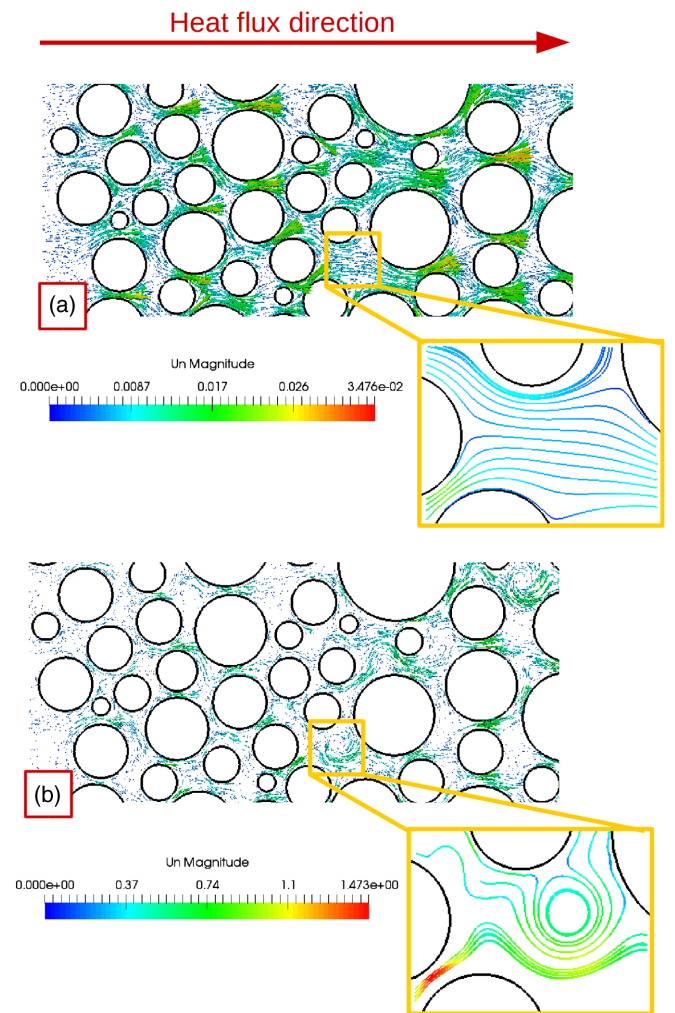 Heat flux direction
(a)
Un Magnitude
0.000e+00 0.0087 0.017 0.026 3.476e-02
(b)
Un Magnitude
0.000e+00 0.37 0.74 1.1 1.473e+00